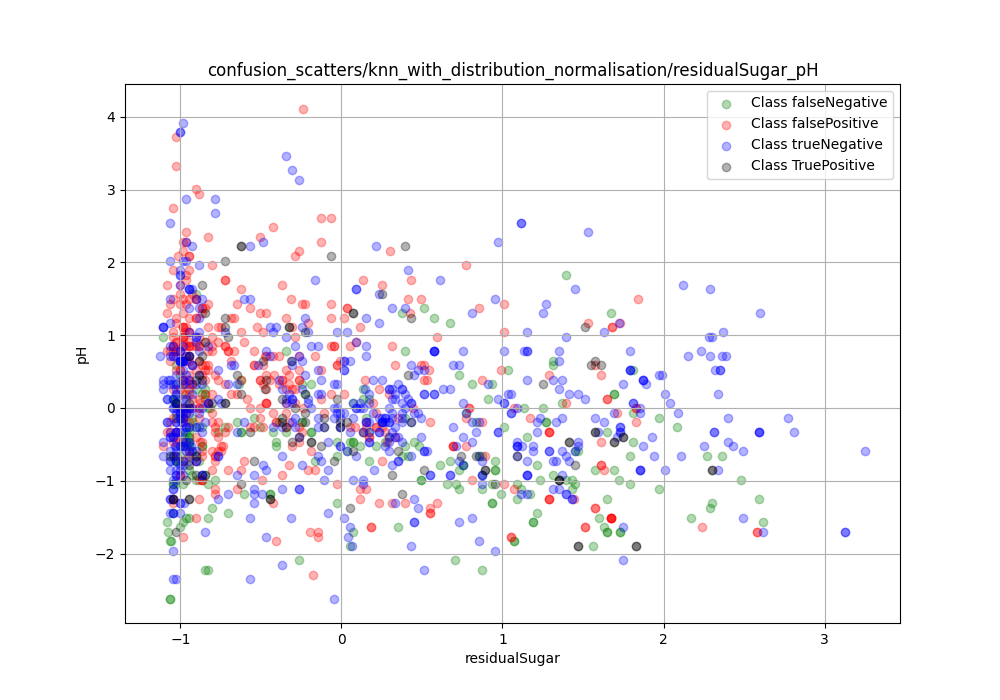 confusion_scatters/knn_with_distribution_normalisation/residualSugar_pH
Class falseNegative
Class falsePositive
Class trueNegative
Class TruePositive
4
3
2
1
0
−1
−2
pH
−1
0
1
2
3
residualSugar